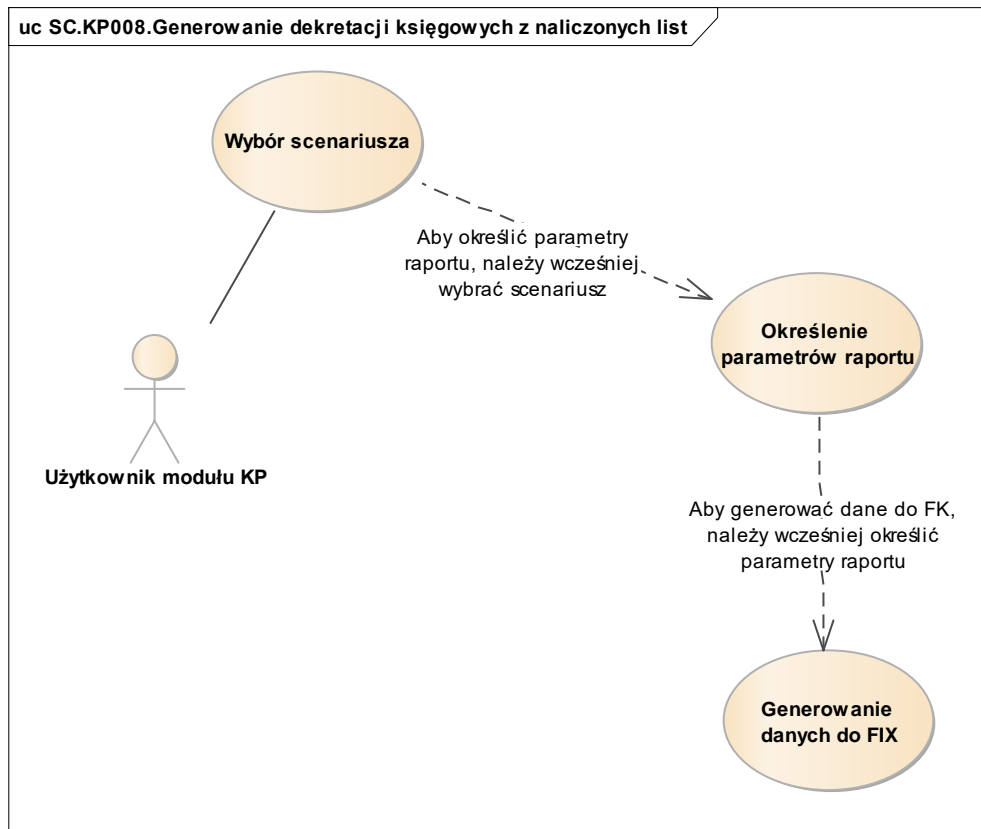 uc SC.KP008.Generowanie dekretacji księgowych z naliczonych list
Wybór scenariusza
Aby określić parametry
raportu, należy wcześniej
wybrać scenariusz
Określenie
parametrów raportu
Użytkownik modułu KP
Aby generować dane do FK,
należy wcześniej określić
parametry raportu
Generowanie
danych do FIX